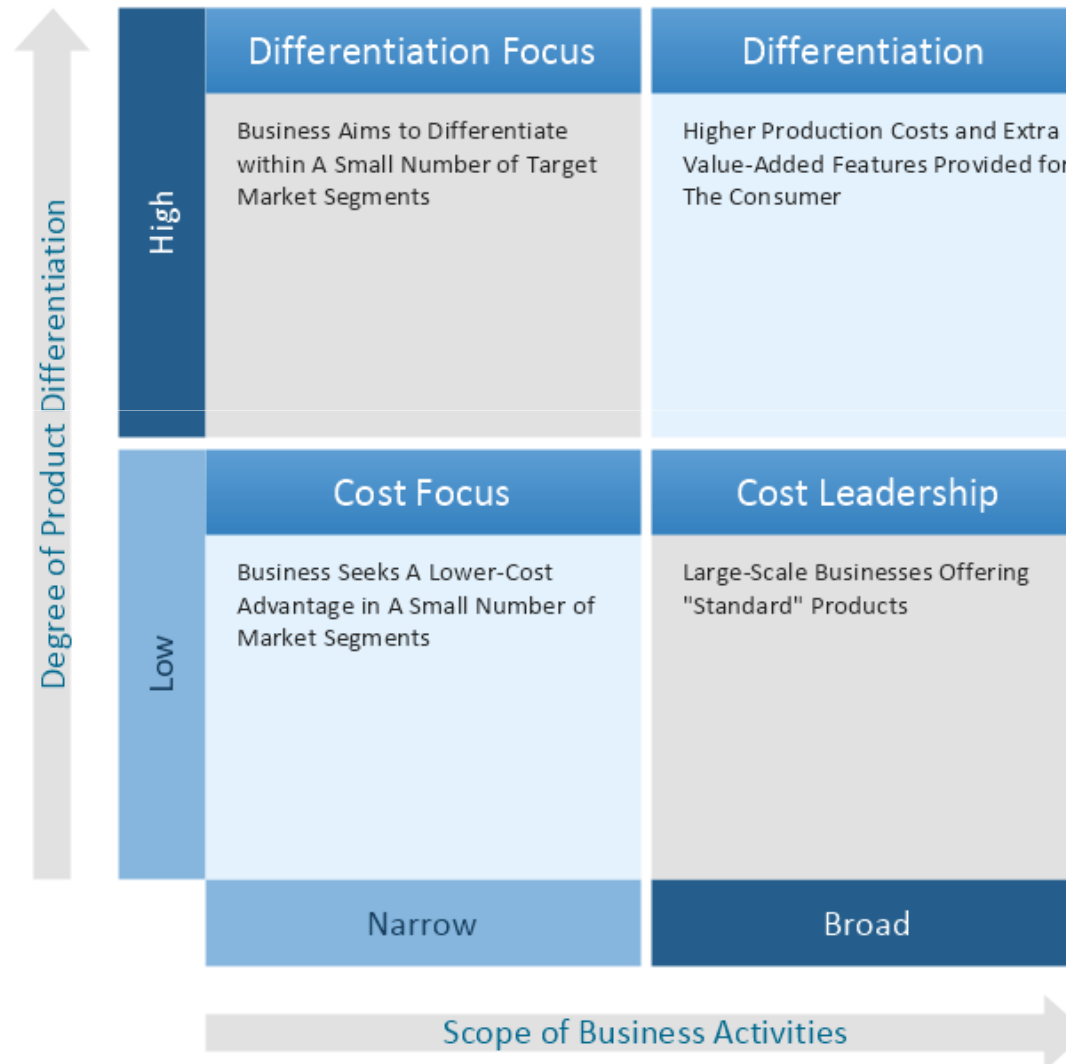 Differentiation Focus
Business Aims to Differentiate
within A Small Number of Target
Market Segments
Differentiation
Higher Production Costs and Extra
Value-Added Features Provided for
The Consumer
High
Degree of Product Differentiation
Cost Focus
Business Seeks A Lower-Cost
Advantage in A Small Number of
Market Segments
Cost Leadership
Large-Scale Businesses Offering
"Standard" Products
Low
Narrow
Broad
Scope of Business Activities